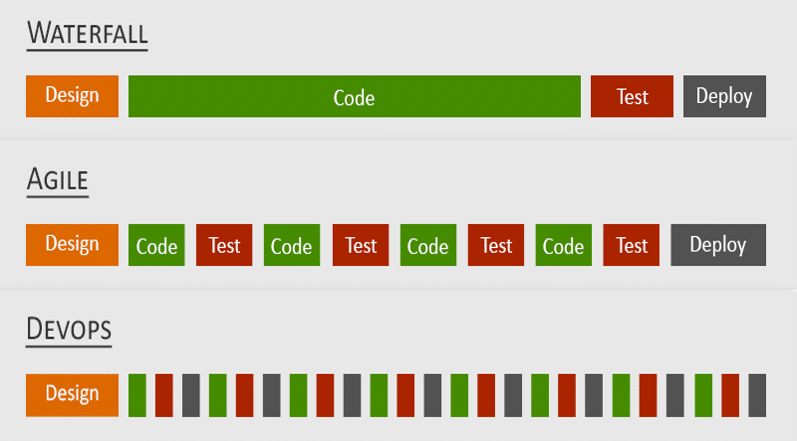 WATERFALL
Design Code Test Deploy
AGILE
Design Code Test Code Test Code Test Code Test Deploy
DEVOPS
Design